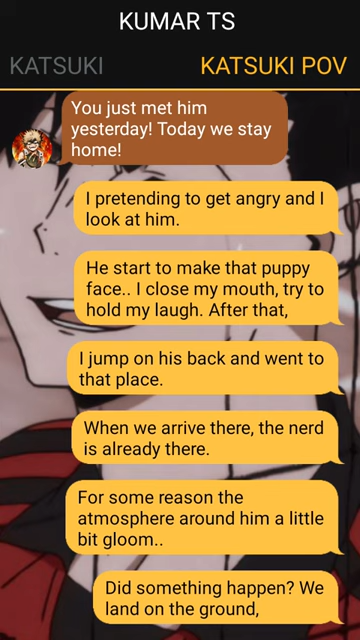 KUMAR TS
KATSUKI
KATSUKI POV
You just met him
yesterday! Today we stay
home!
I pretending to get angry and I
look at him.
He start to make that puppy
face.. I close my mouth, try to
hold my laugh. After that,
I jump on his back and went to
that place.
When we arrive there, the nerd
is already there.
For some reason the
atmosphere around him a little
bit gloom..
Did something happen? We
land on the ground,